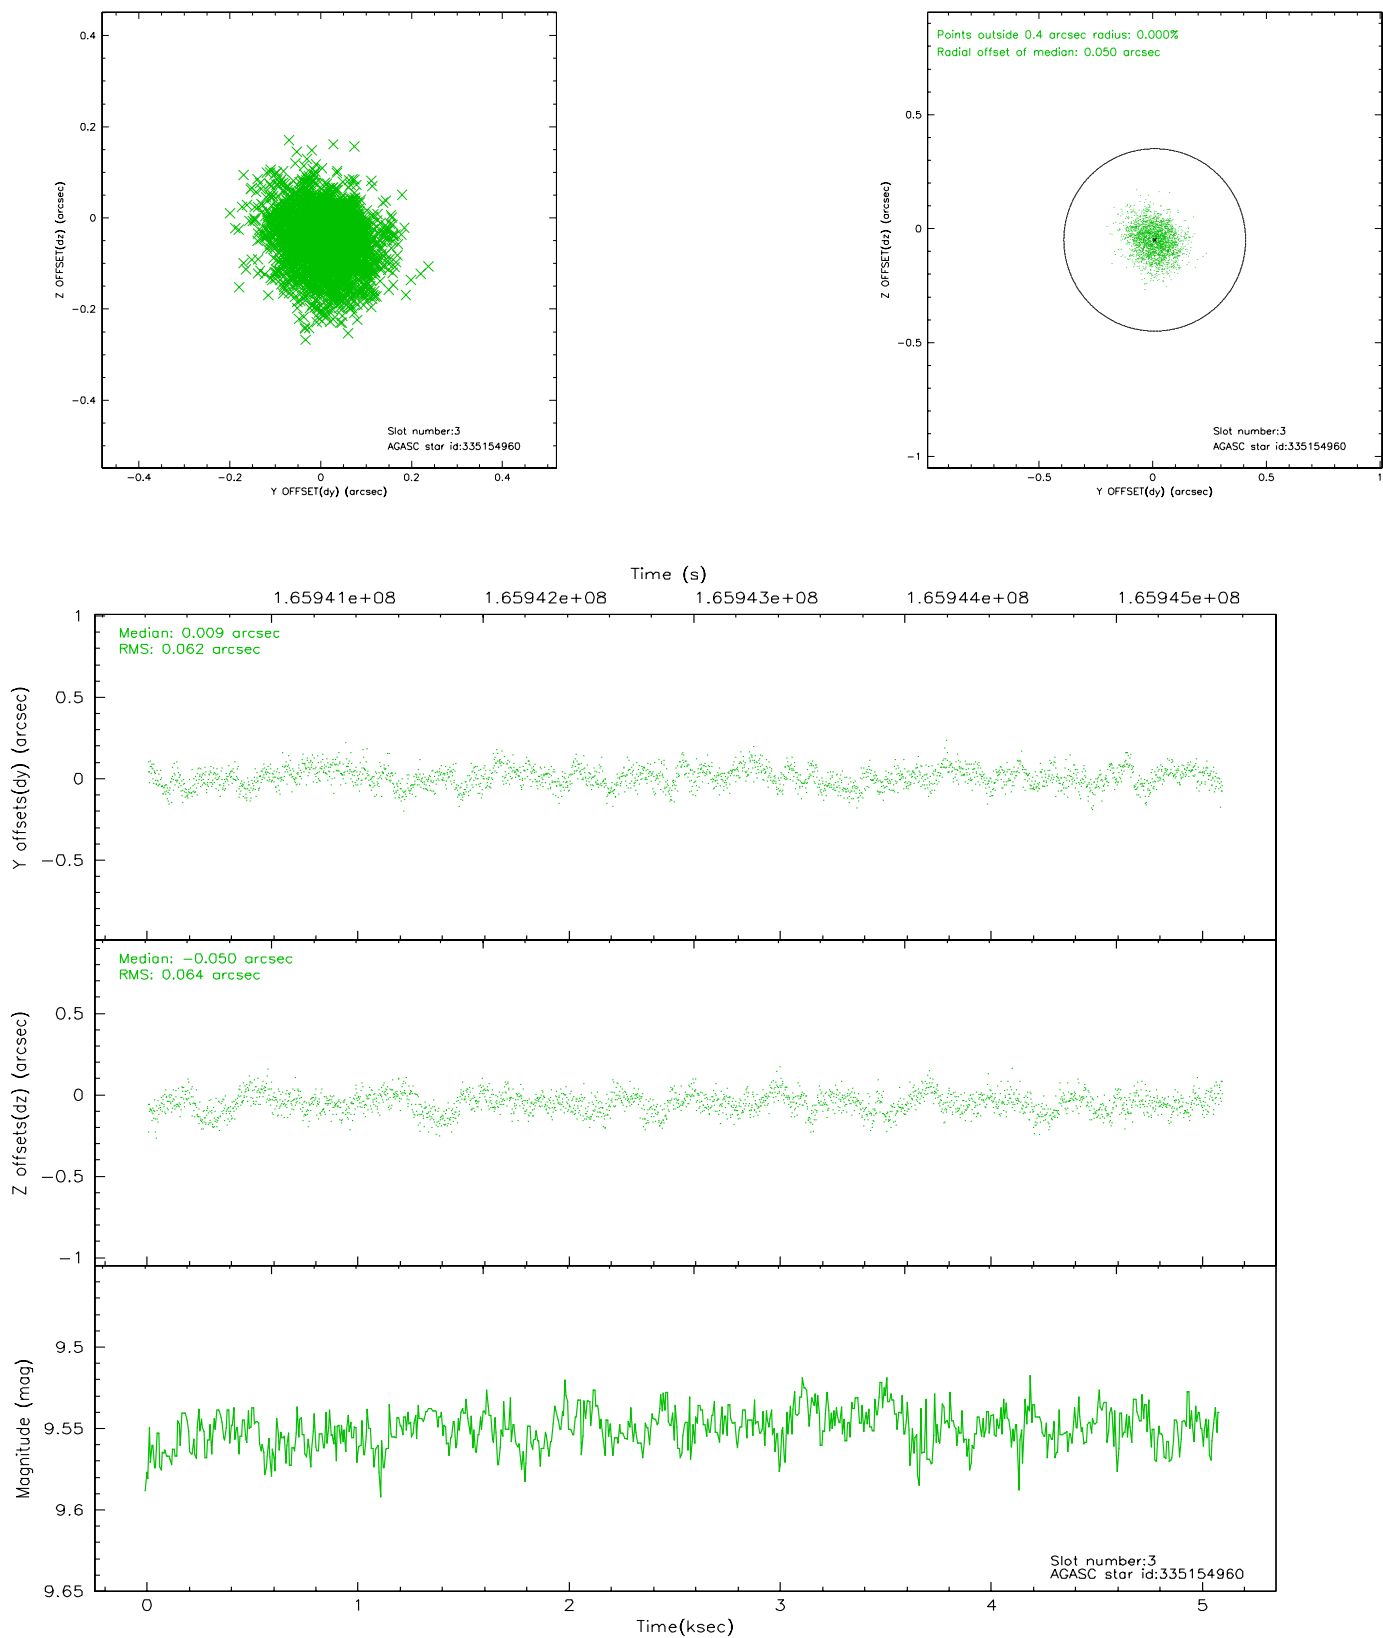 0.4
0.2
0
−0.2
−0.4
Z OFFSET(dz) (arcsec)
Slot number:3
AGASC star id:335154960
−0.4 −0.2 0 0.2 0.4
Y OFFSET(dy) (arcsec)
Points outside 0.4 arcsec radius: 0.000%
Radial offset of median: 0.050 arcsec
0.5
0
−0.5
−1
Z OFFSET(dz) (arcsec)
Slot number:3
AGASC star id:335154960
−0.5 0 0.5 1
Y OFFSET(dy) (arcsec)
Time (s)
1.65941e+08 1.65942e+08 1.65943e+08 1.65944e+08 1.65945e+08
Median: 0.009 arcsec
RMS: 0.062 arcsec
1
0.5
0
−0.5
Y offsets(dy) (arcsec)
Median: −0.050 arcsec
RMS: 0.064 arcsec
0.5
0
−0.5
−1
Z offsets(dz) (arcsec)
9.5
9.55
9.6
9.65
Magnitude (mag)
Slot number:3
AGASC star id:335154960
0 1 2 3 4 5
Time(ksec)